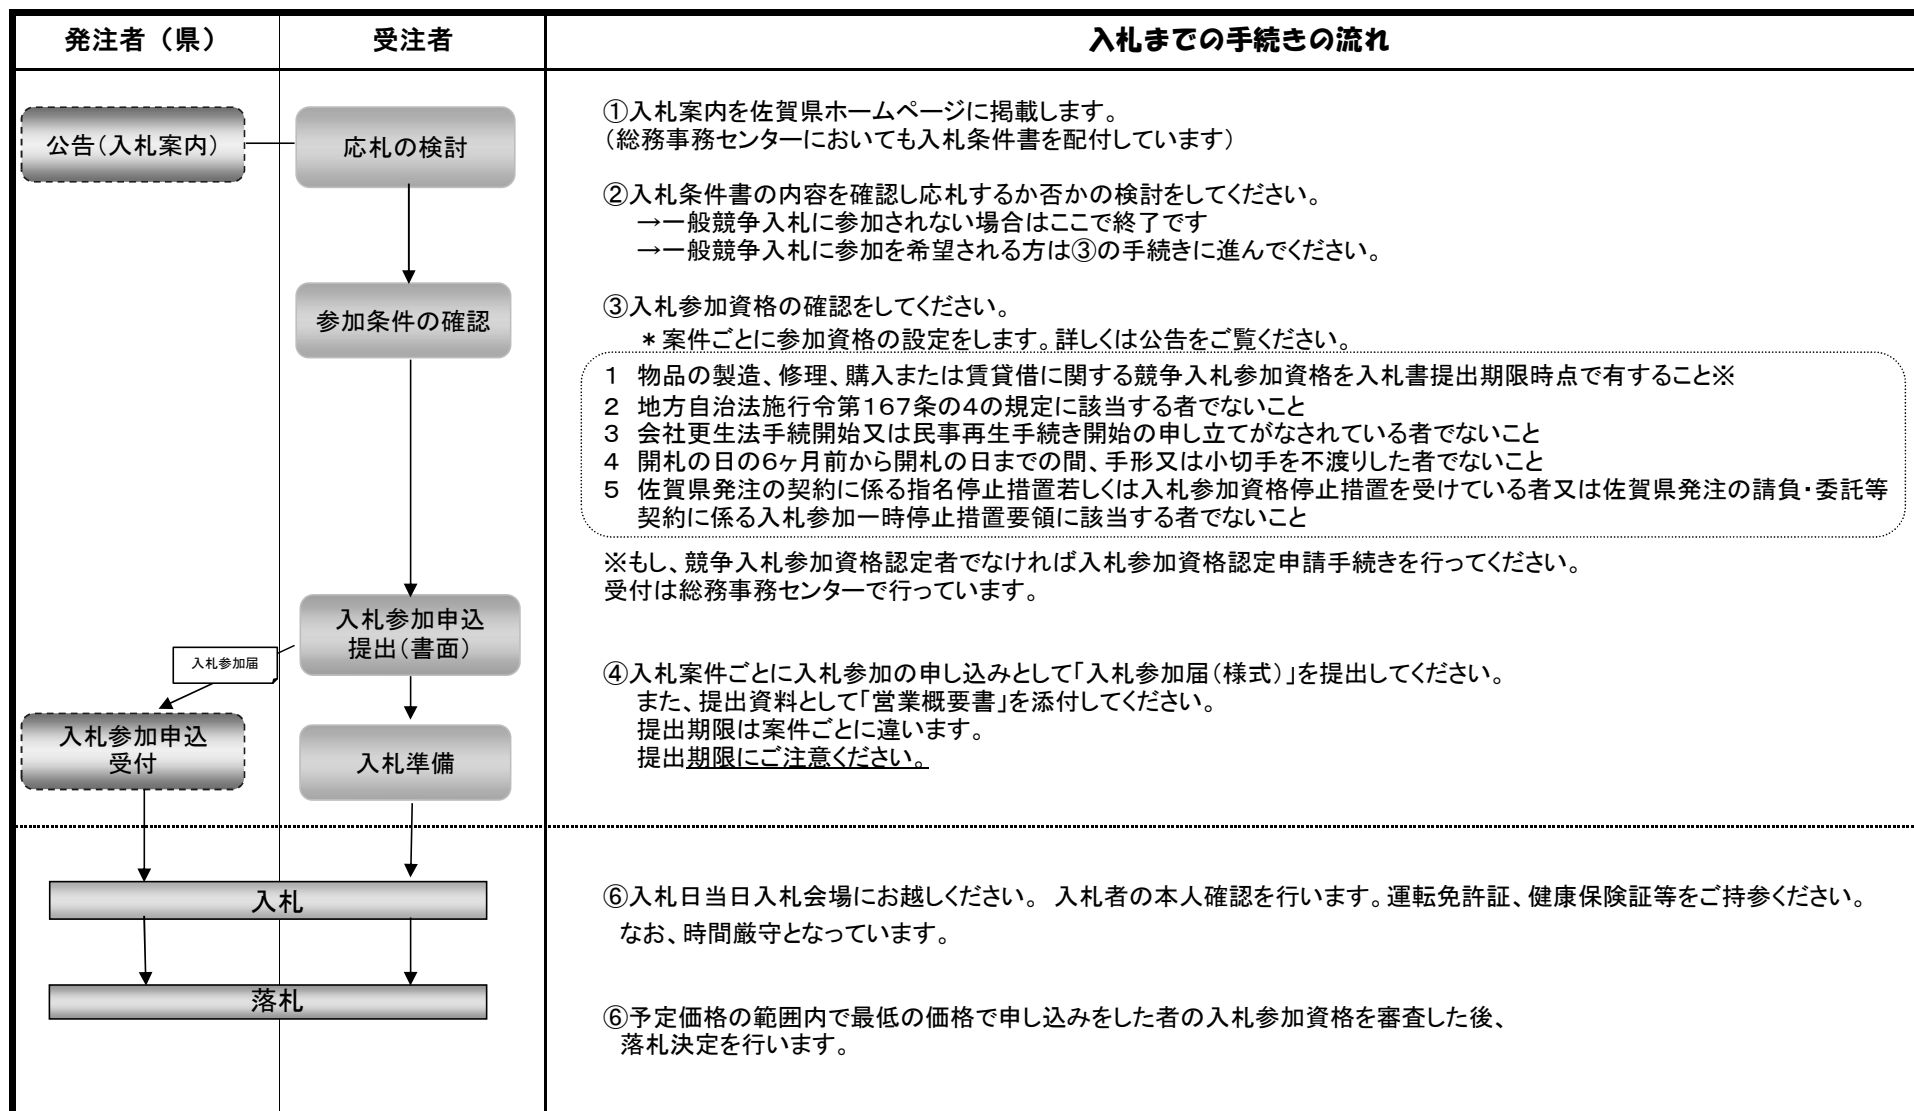 発注者（県）
受注者
入札までの手続きの流れ
公告（入札案内）
応札の検討
参加条件の確認
入札参加申込
提出（書面）
入札参加届
入札参加申込
受付
入札準備
入札
落札
①入札案内を佐賀県ホームページに掲載します。
（総務事務センターにおいても入札条件書を配付しています）
②入札条件書の内容を確認し応札するか否かの検討をしてください。
→一般競争入札に参加されない場合はここで終了です
→一般競争入札に参加を希望される方は③の手続きに進んでください。
③入札参加資格の確認をしてください。
＊案件ごとに参加資格の設定をします。詳しくは公告をご覧ください。
１　物品の製造、修理、購入または賃貸借に関する競争入札参加資格を入札書提出期限時点で有すること※
２　地方自治法施行令第１６７条の４の規定に該当する者でないこと
３　会社更生法手続開始又は民事再生手続き開始の申し立てがなされている者でないこと
４　開札の日の６ヶ月前から開札の日までの間、手形又は小切手を不渡りした者でないこと
５　佐賀県発注の契約に係る指名停止措置若しくは入札参加資格停止措置を受けている者又は佐賀県発注の請負・委託等
契約に係る入札参加一時停止措置要領に該当する者でないこと
※もし、競争入札参加資格認定者でなければ入札参加資格認定申請手続きを行ってください。
受付は総務事務センターで行っています。
④入札案件ごとに入札参加の申し込みとして「入札参加届（様式）」を提出してください。
また、提出資料として「営業概要書」を添付してください。
提出期限は案件ごとに違います。
提出期限にご注意ください。
⑥入札日当日入札会場にお越しください。 入札者の本人確認を行います。運転免許証、健康保険証等をご持参ください。
なお、時間厳守となっています。
⑥予定価格の範囲内で最低の価格で申し込みをした者の入札参加資格を審査した後、
落札決定を行います。